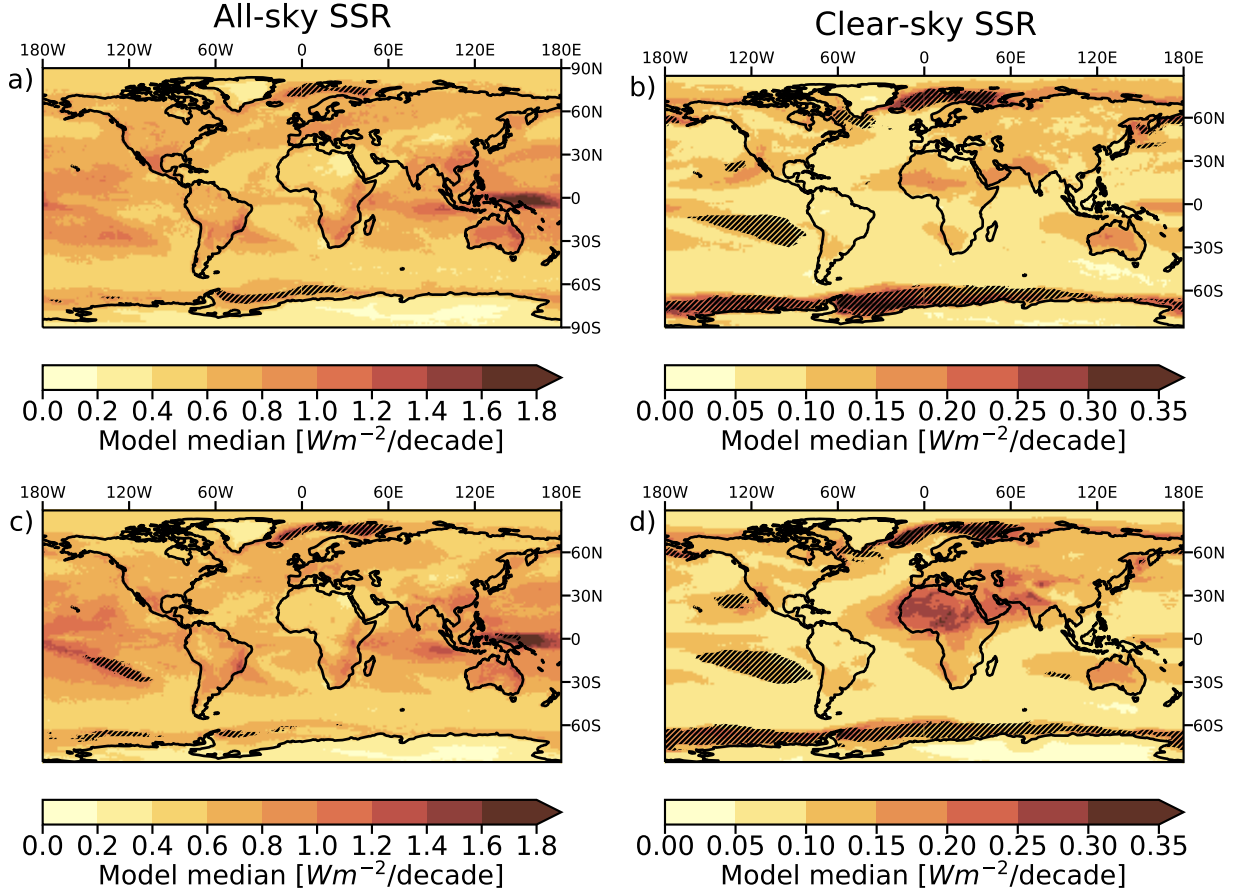 All-sky SSR
Clear-sky SSR
180W 120W 60W 0 60E 120E 180E
180W 120W 60W 0 60E 120E 180E
a)
90N
60N
30N
0
30S
60S
90S
b)
60N
30N
0
30S
60S
0.0 0.2 0.4 0.6 0.8 1.0 1.2 1.4 1.6 1.8
Model median [Wm⁻²/decade]
0.00 0.05 0.10 0.15 0.20 0.25 0.30 0.35
Model median [Wm⁻²/decade]
180W 120W 60W 0 60E 120E 180E
180W 120W 60W 0 60E 120E 180E
c)
60N
30N
0
30S
60S
d)
60N
30N
0
30S
60S
0.0 0.2 0.4 0.6 0.8 1.0 1.2 1.4 1.6 1.8
Model median [Wm⁻²/decade]
0.00 0.05 0.10 0.15 0.20 0.25 0.30 0.35
Model median [Wm⁻²/decade]